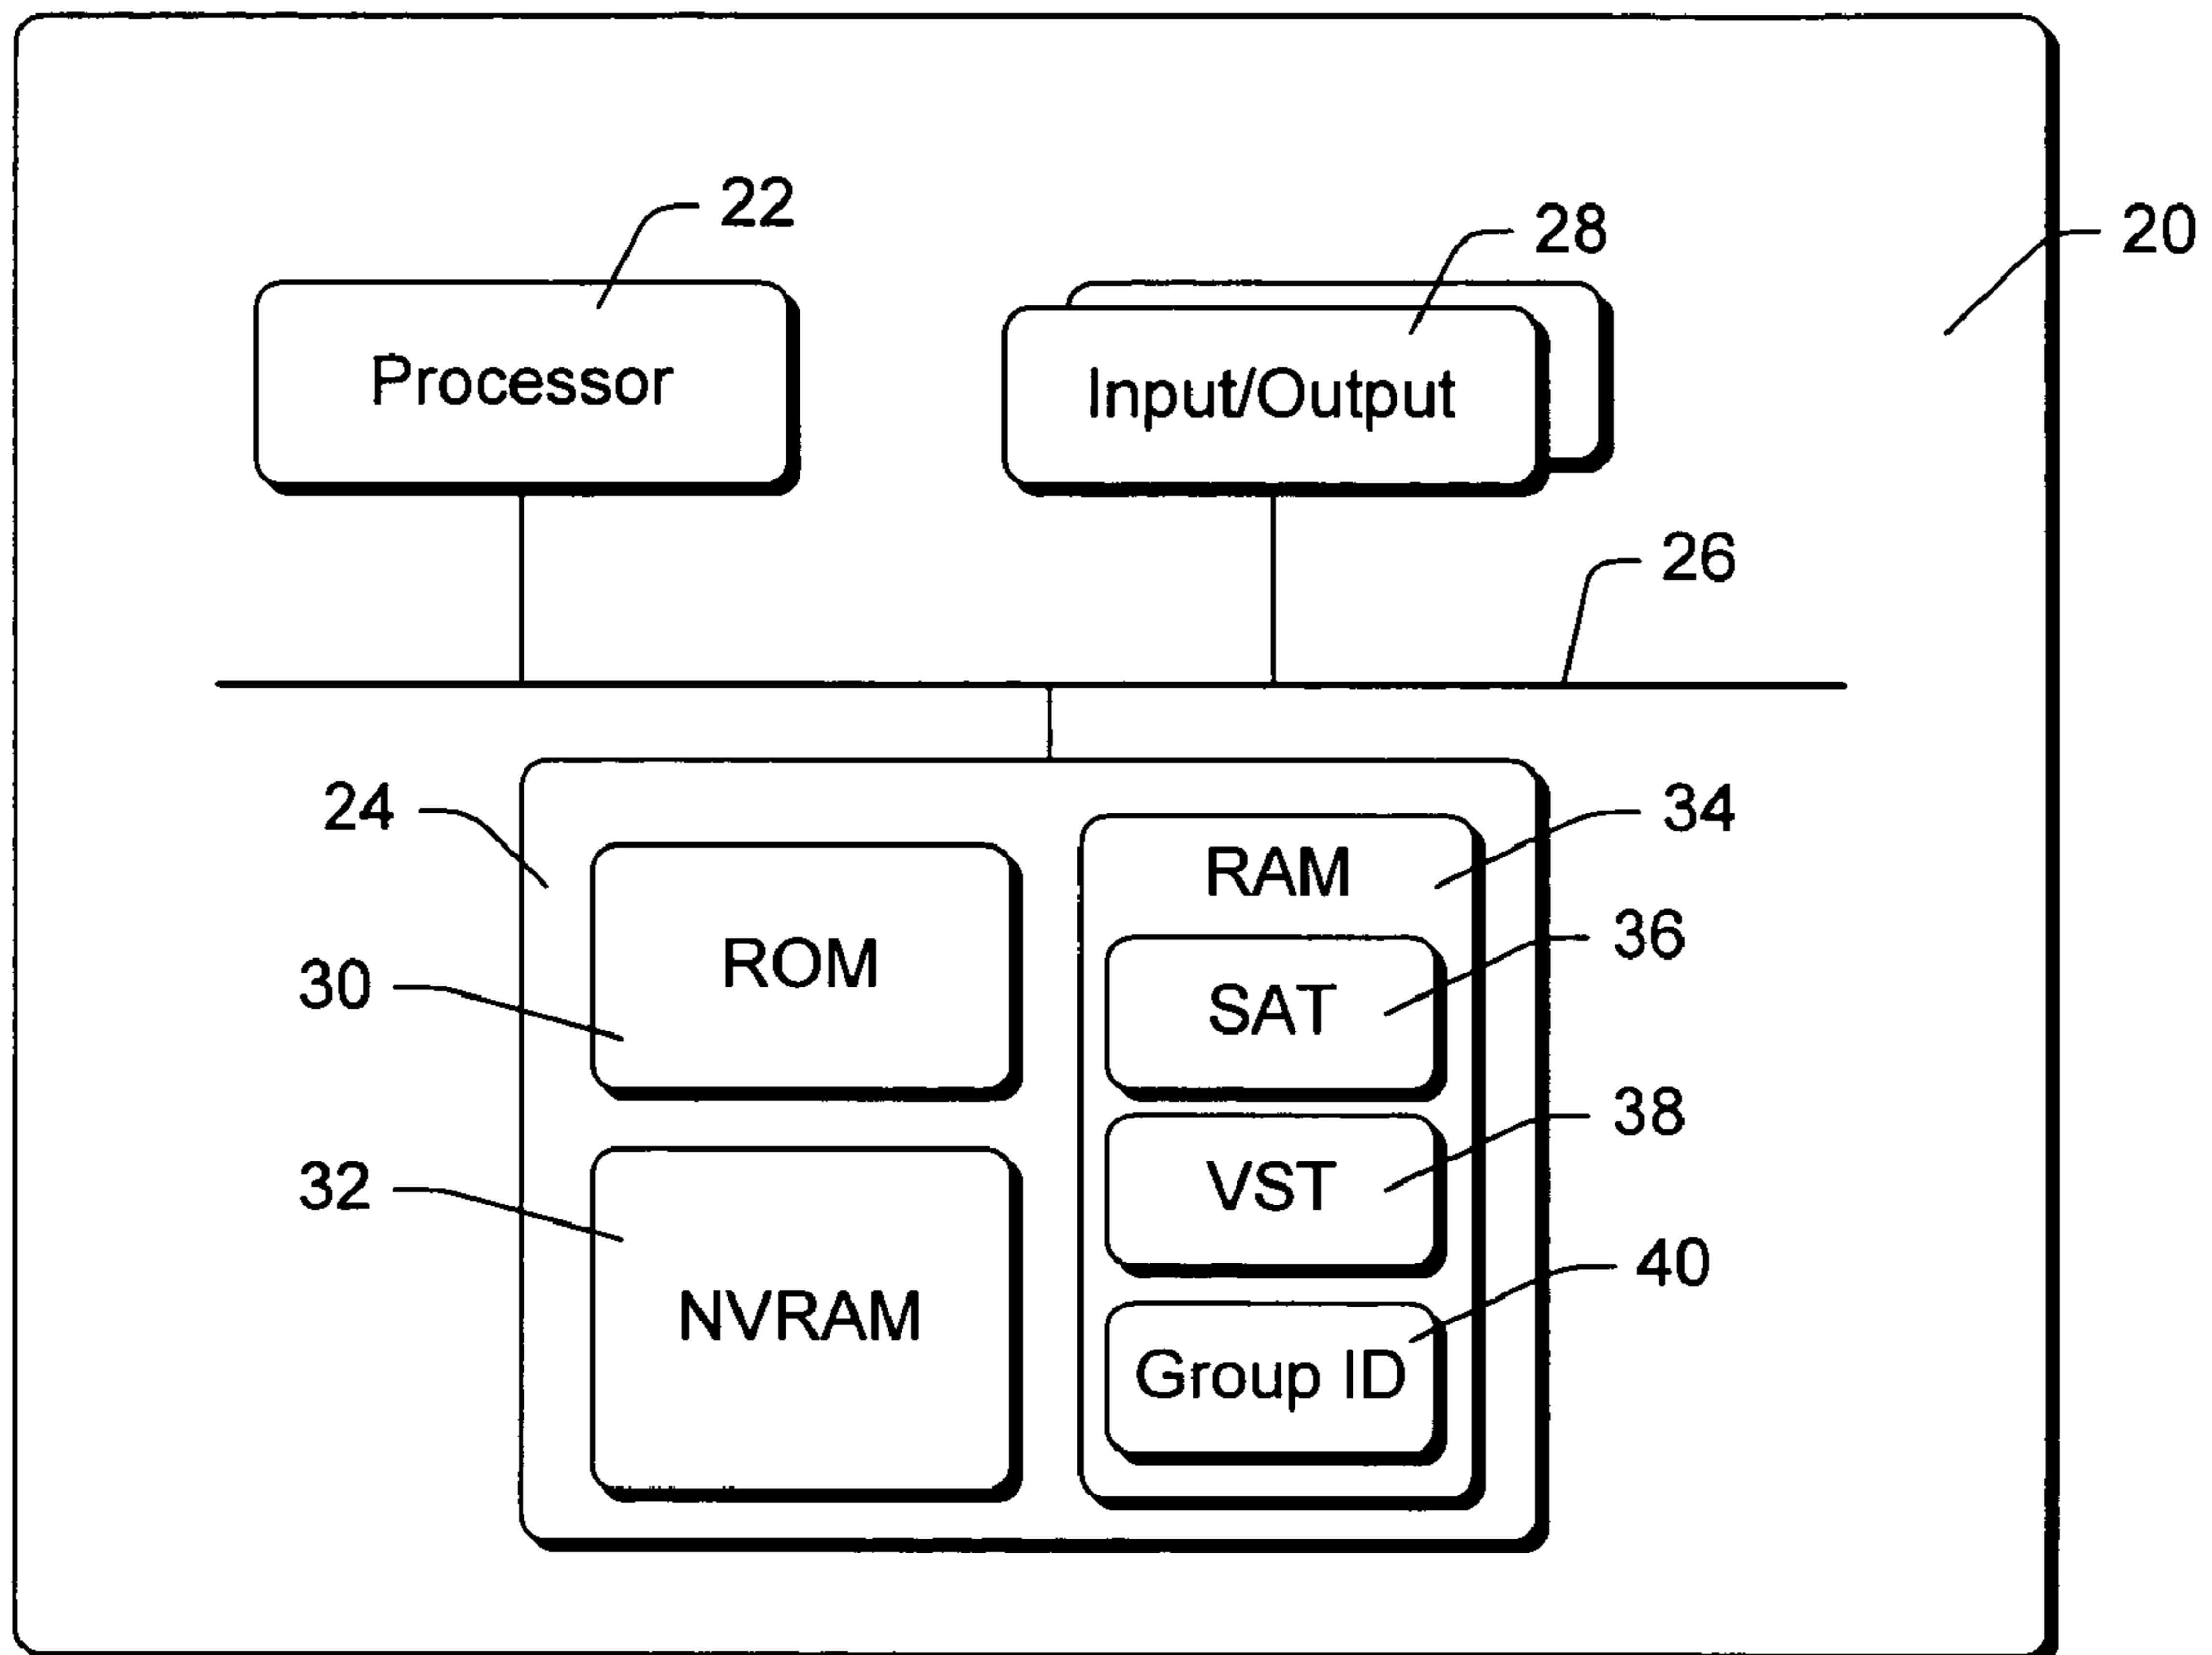 22
28
20
Processor
Input/Output
26
24
34
RAM
36
ROM
30
SAT
38
32
VST
40
NVRAM
Group ID